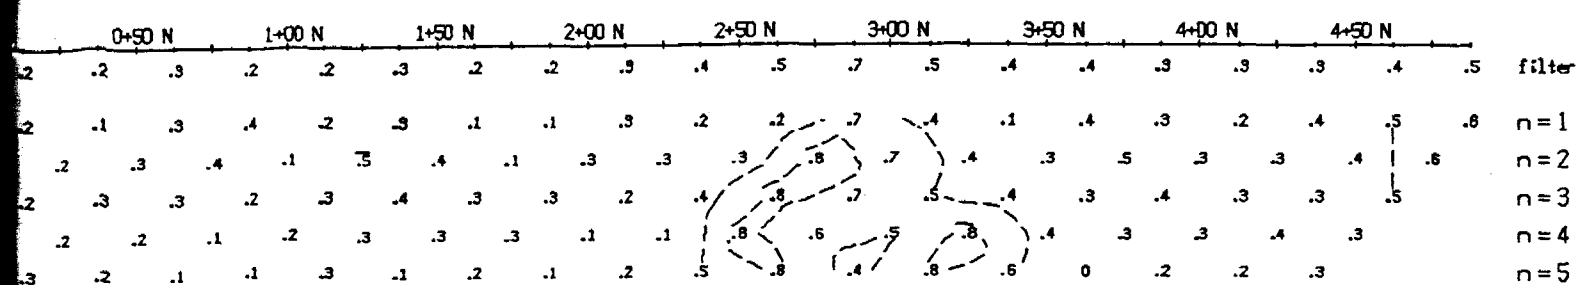 0+50 N 1+00 N 1+50 N 2+00 N 2+50 N 3+00 N 3+50 N 4+00 N 4+50 N
.2 .2 .3 .2 .2 .3 .2 .2 .3 .4 .5 .7 .5 .4 .4 .3 .3 .3 .4 .5 filter
.2 .1 .3 .4 .2 .3 .1 .1 .3 .2 .2 .7 .4 .1 .4 .3 .2 .4 .5 .6 n=1
.2 .3 .4 .1 .5 .4 .1 .3 .3 .3 .8 .7 .4 .3 .5 .3 .3 .4 .6 n=2
.2 .3 .3 .2 .3 .4 .3 .3 .2 .4 .8 .7 .5 .4 .3 .4 .3 .3 .5 n=3
.2 .2 .1 .2 .3 .3 .3 .1 .1 .8 .6 .5 .8 .4 .3 .3 .4 .3 n=4
.3 .2 .1 .1 .3 .1 .2 .1 .2 .5 .8 .4 .8 .6 0 .2 .2 .3 n=5